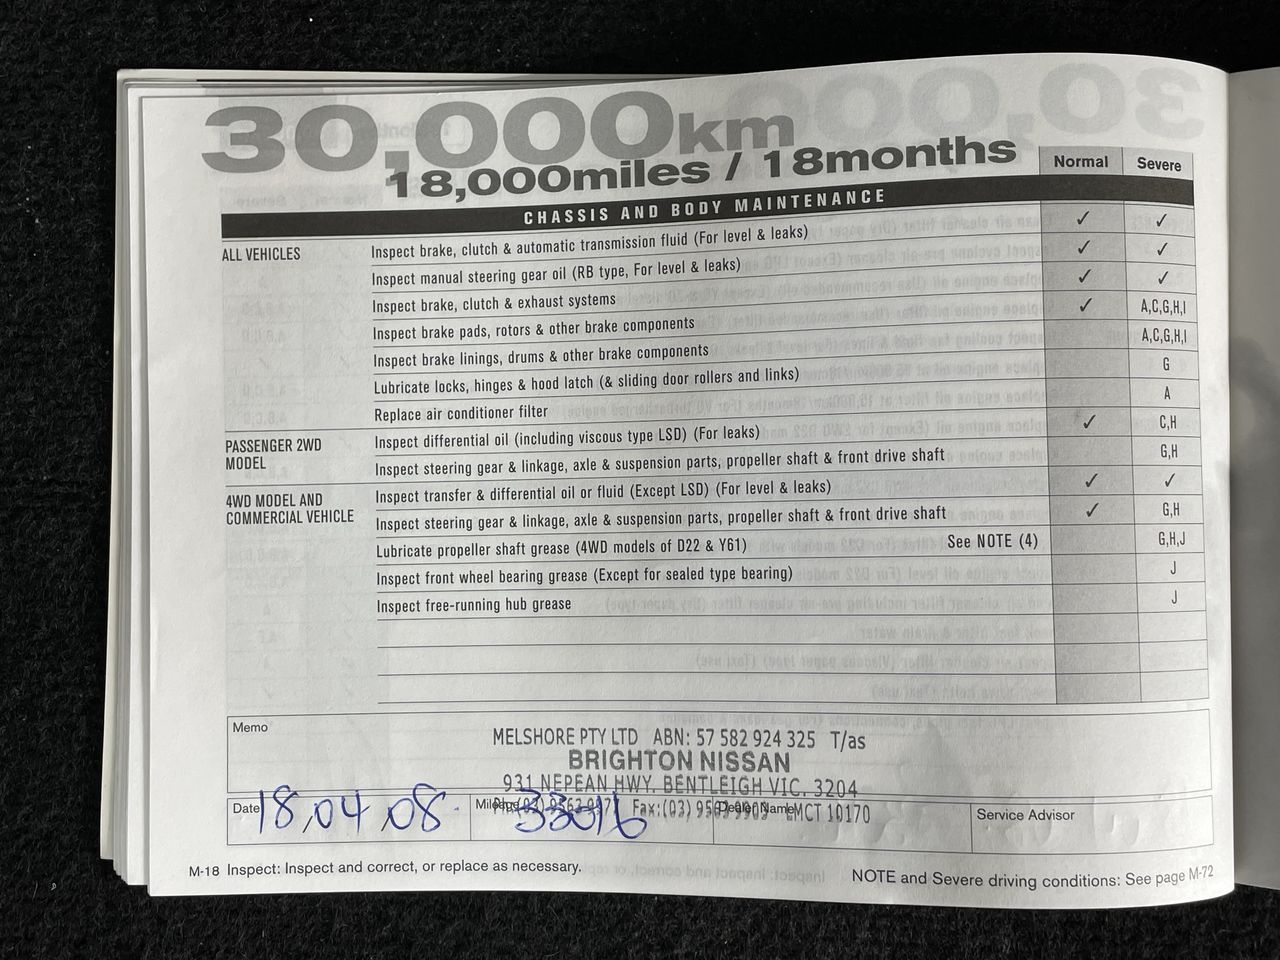 30,000km
18,000miles / 18months
Normal Severe
CHASSIS AND BODY MAINTENANCE
ALL VEHICLES Inspect brake, clutch & automatic transmission fluid (For level & leaks) ✓ ✓
Inspect manual steering gear oil (RB type, For level & leaks) ✓ ✓
Inspect brake, clutch & exhaust systems ✓ ✓
Inspect brake pads, rotors & other brake components ✓ A,C,G,H,I
Inspect brake linings, drums & other brake components A,C,G,H,I
Lubricate locks, hinges & hood latch (& sliding door rollers and links) G
Replace air conditioner filter A
PASSENGER 2WD MODEL Inspect differential oil (including viscous type LSD) (For leaks) ✓ C,H
Inspect steering gear & linkage, axle & suspension parts, propeller shaft & front drive shaft G,H
4WD MODEL AND COMMERCIAL VEHICLE Inspect transfer & differential oil or fluid (Except LSD) (For level & leaks) ✓ ✓
Inspect steering gear & linkage, axle & suspension parts, propeller shaft & front drive shaft ✓ G,H
Lubricate propeller shaft grease (4WD models of D22 & Y61) See NOTE (4) G,H,J
Inspect front wheel bearing grease (Except for sealed type bearing) J
Inspect free-running hub grease J
Memo
MELSHORE PTY LTD ABN: 57 582 924 325 T/as
BRIGHTON NISSAN
931 NEPEAN HWY. BENTLEIGH VIC. 3204
Fax:(03) LMCT 10170
Date 18,04,08 Mileage 33016 Dealer Name Service Advisor
M-18 Inspect: Inspect and correct, or replace as necessary.
NOTE and Severe driving conditions: See page M-72